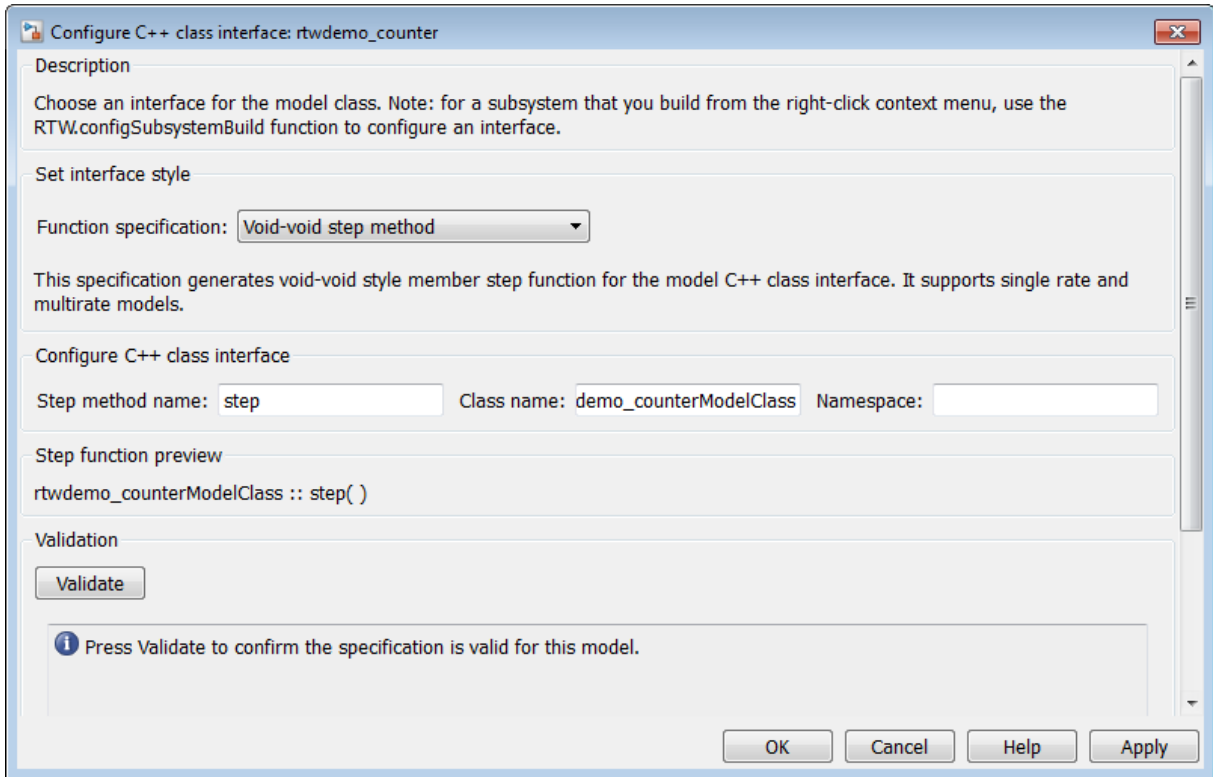 Configure C++ class interface: rtwdemo_counter
Description
Choose an interface for the model class. Note: for a subsystem that you build from the right-click context menu, use the
RTW.configSubsystemBuild function to configure an interface.
Set interface style
Function specification: Void-void step method
This specification generates void-void style member step function for the model C++ class interface. It supports single rate and
multirate models.
Configure C++ class interface
Step method name: step Class name: demo_counterModelClass Namespace:
Step function preview
rtwdemo_counterModelClass :: step( )
Validation
Validate
Press Validate to confirm the specification is valid for this model.
OK Cancel Help Apply